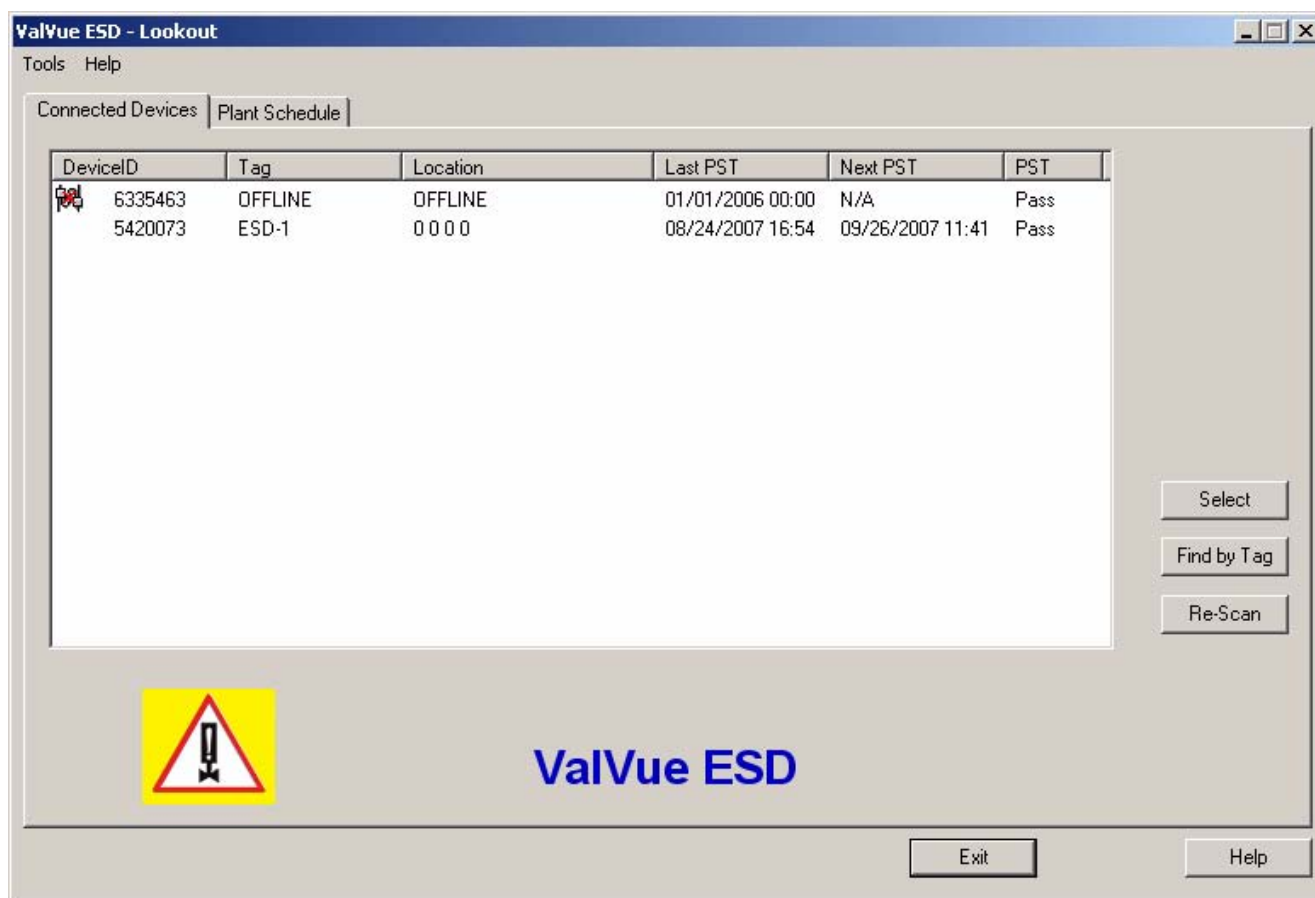 ValVue ESD - Lookout
Tools Help
Connected Devices Plant Schedule
DeviceID Tag Location Last PST Next PST PST
6335463 OFFLINE OFFLINE 01/01/2006 00:00 N/A Pass
5420073 ESD-1 0 0 0 0 08/24/2007 16:54 09/26/2007 11:41 Pass
Select
Find by Tag
Re-Scan
ValVue ESD
Exit Help